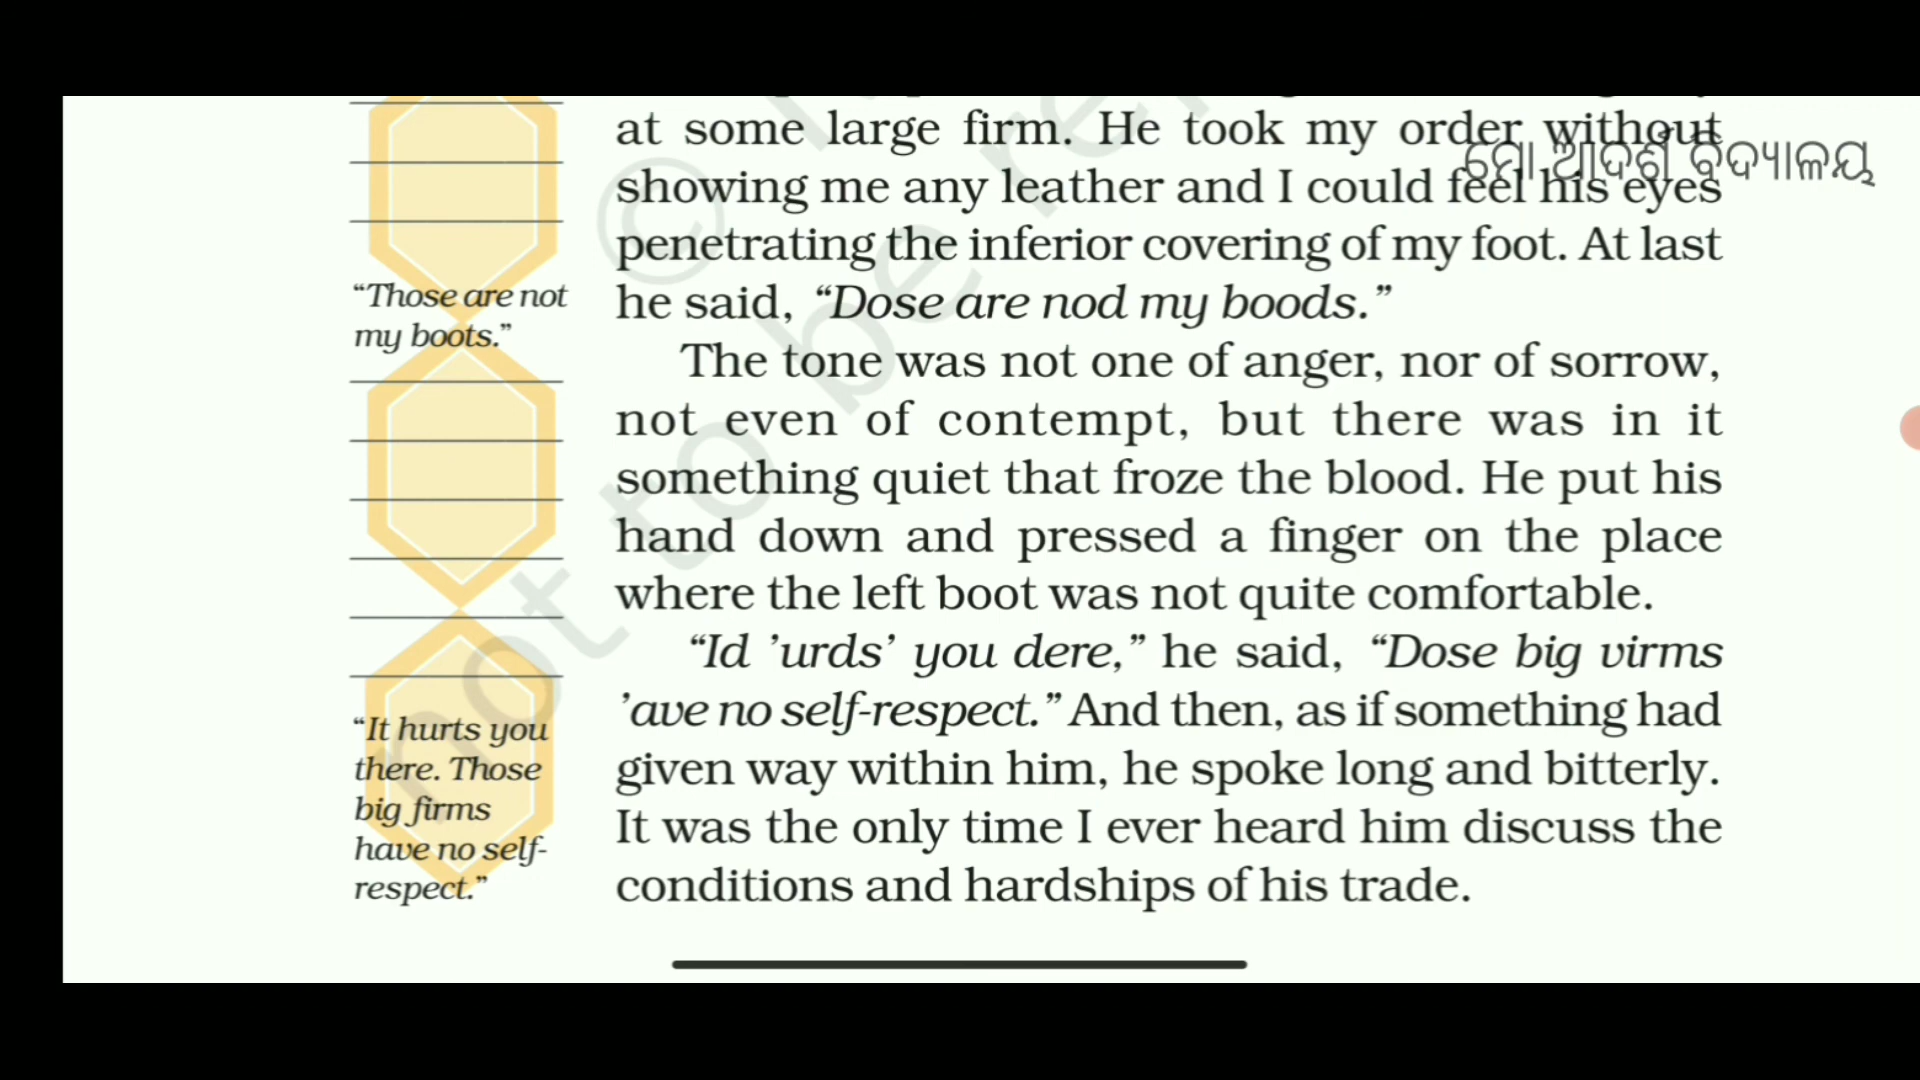 at some large firm. He took my order without
ମୋ ଆଦର୍ଶ ବିଦ୍ୟାଳୟ
showing me any leather and I could feel his eyes
penetrating the inferior covering of my foot. At last
he said, “Dose are nod my boods.”
“Those are not
my boots.”
The tone was not one of anger, nor of sorrow,
not even of contempt, but there was in it
something quiet that froze the blood. He put his
hand down and pressed a finger on the place
where the left boot was not quite comfortable.
“Id ’urds’ you dere,” he said, “Dose big virms
’ave no self-respect.” And then, as if something had
given way within him, he spoke long and bitterly.
It was the only time I ever heard him discuss the
conditions and hardships of his trade.
“It hurts you
there. Those
big firms
have no self-
respect.”
© 
not to be